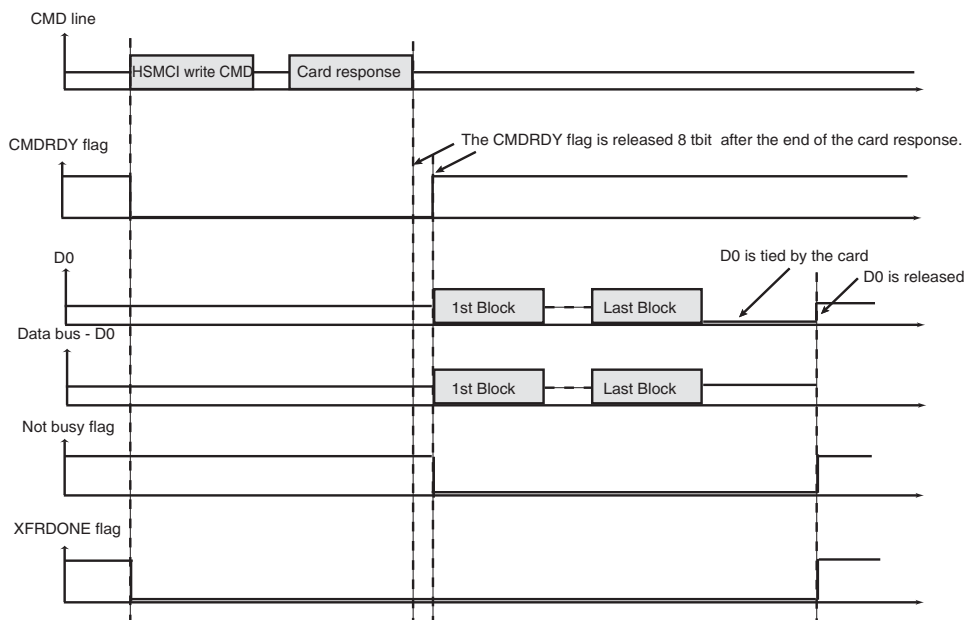 CMD line
HSMCI write CMD
Card response
CMDRDY flag
The CMDRDY flag is released 8 tbit after the end of the card response.
D0
D0 is tied by the card
D0 is released
1st Block
Last Block
Data bus - D0
1st Block
Last Block
Not busy flag
XFRDONE flag